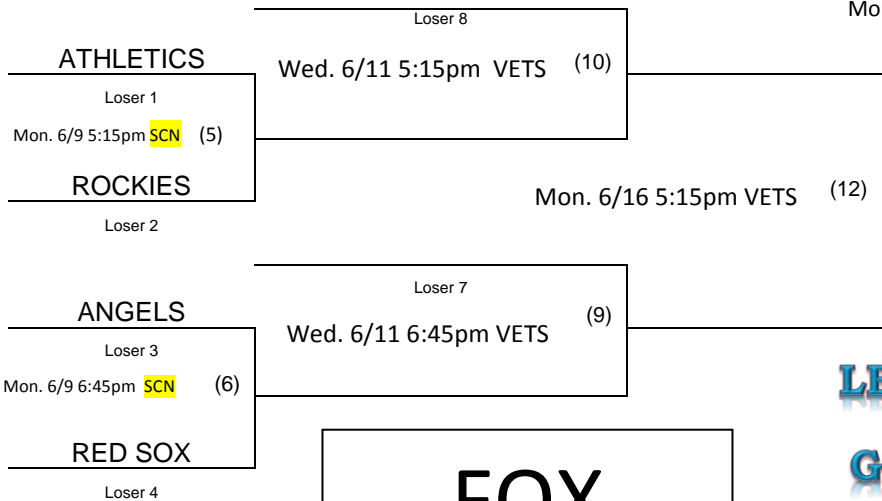 Mo
Loser 8
ATHLETICS
Wed. 6/11 5:15pm VETS (10)
Loser 1
Mon. 6/9 5:15pm SCN (5)
ROCKIES
Mon. 6/16 5:15pm VETS (12)
Loser 2
Loser 7
ANGELS
Wed. 6/11 6:45pm VETS (9)
Loser 3
Mon. 6/9 6:45pm SCN (6)
LE
RED SOX
FOX
G
Loser 4